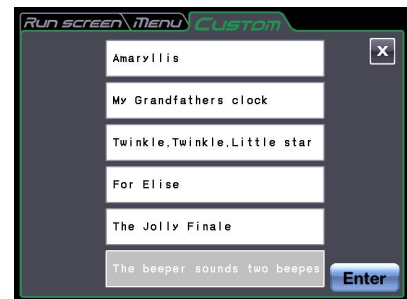 Run screen Menu Custom
X
Amaryllis
My Grandfathers clock
Twinkle,Twinkle,Little star
For Elise
The Jolly Finale
The beeper sounds two beepes
Enter